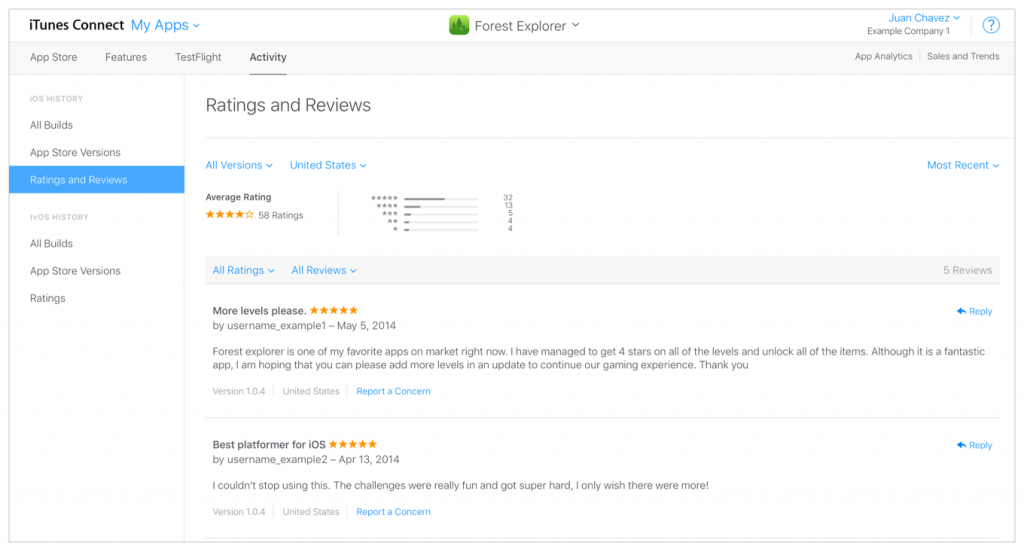 iTunes Connect My Apps
Forest Explorer
Juan Chavez
Example Company 1
?
App Store Features TestFlight Activity
App Analytics Sales and Trends
iOS HISTORY
All Builds
App Store Versions
Ratings and Reviews
tvOS HISTORY
All Builds
App Store Versions
Ratings
Ratings and Reviews
All Versions United States Most Recent
Average Rating
★★★★☆ 58 Ratings
★★★★★ 32
★★★★ 13
★★★ 5
★★ 4
★ 4
All Ratings All Reviews 5 Reviews
More levels please. ★★★★★ Reply
by username_example1 – May 5, 2014
Forest explorer is one of my favorite apps on market right now. I have managed to get 4 stars on all of the levels and unlock all of the items. Although it is a fantastic
app, I am hoping that you can please add more levels in an update to continue our gaming experience. Thank you
Version 1.0.4 United States Report a Concern
Best platformer for iOS ★★★★★ Reply
by username_example2 – Apr 13, 2014
I couldn't stop using this. The challenges were really fun and got super hard, I only wish there were more!
Version 1.0.4 United States Report a Concern